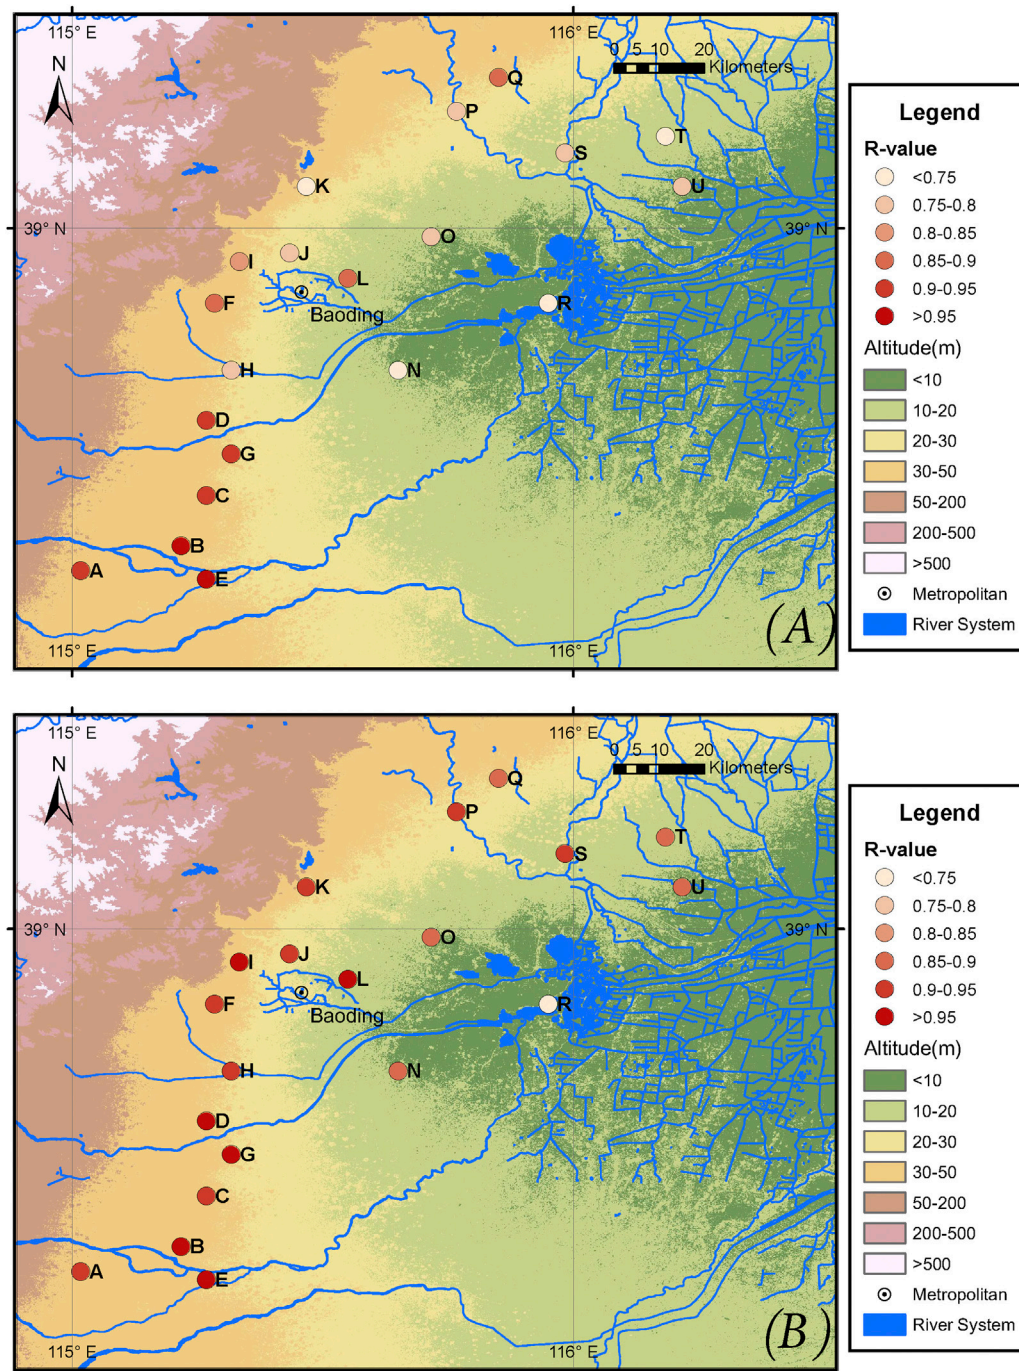 115° E
116° E
0 5 10 20
Kilometers
N
Q
P
S
T
U
K
39° N
O
J
I
L
F
R
Baoding
H
N
D
G
C
B
A
E
(A)
115° E
116° E
Legend
R-value
<0.75
0.75-0.8
0.8-0.85
0.85-0.9
0.9-0.95
>0.95
Altitude(m)
<10
10-20
20-30
30-50
50-200
200-500
>500
Metropolitan
River System
115° E
116° E
0 5 10 20
Kilometers
N
Q
P
S
T
U
K
39° N
O
J
I
L
F
R
Baoding
H
N
D
G
C
B
A
E
(B)
115° E
116° E
Legend
R-value
<0.75
0.75-0.8
0.8-0.85
0.85-0.9
0.9-0.95
>0.95
Altitude(m)
<10
10-20
20-30
30-50
50-200
200-500
>500
Metropolitan
River System